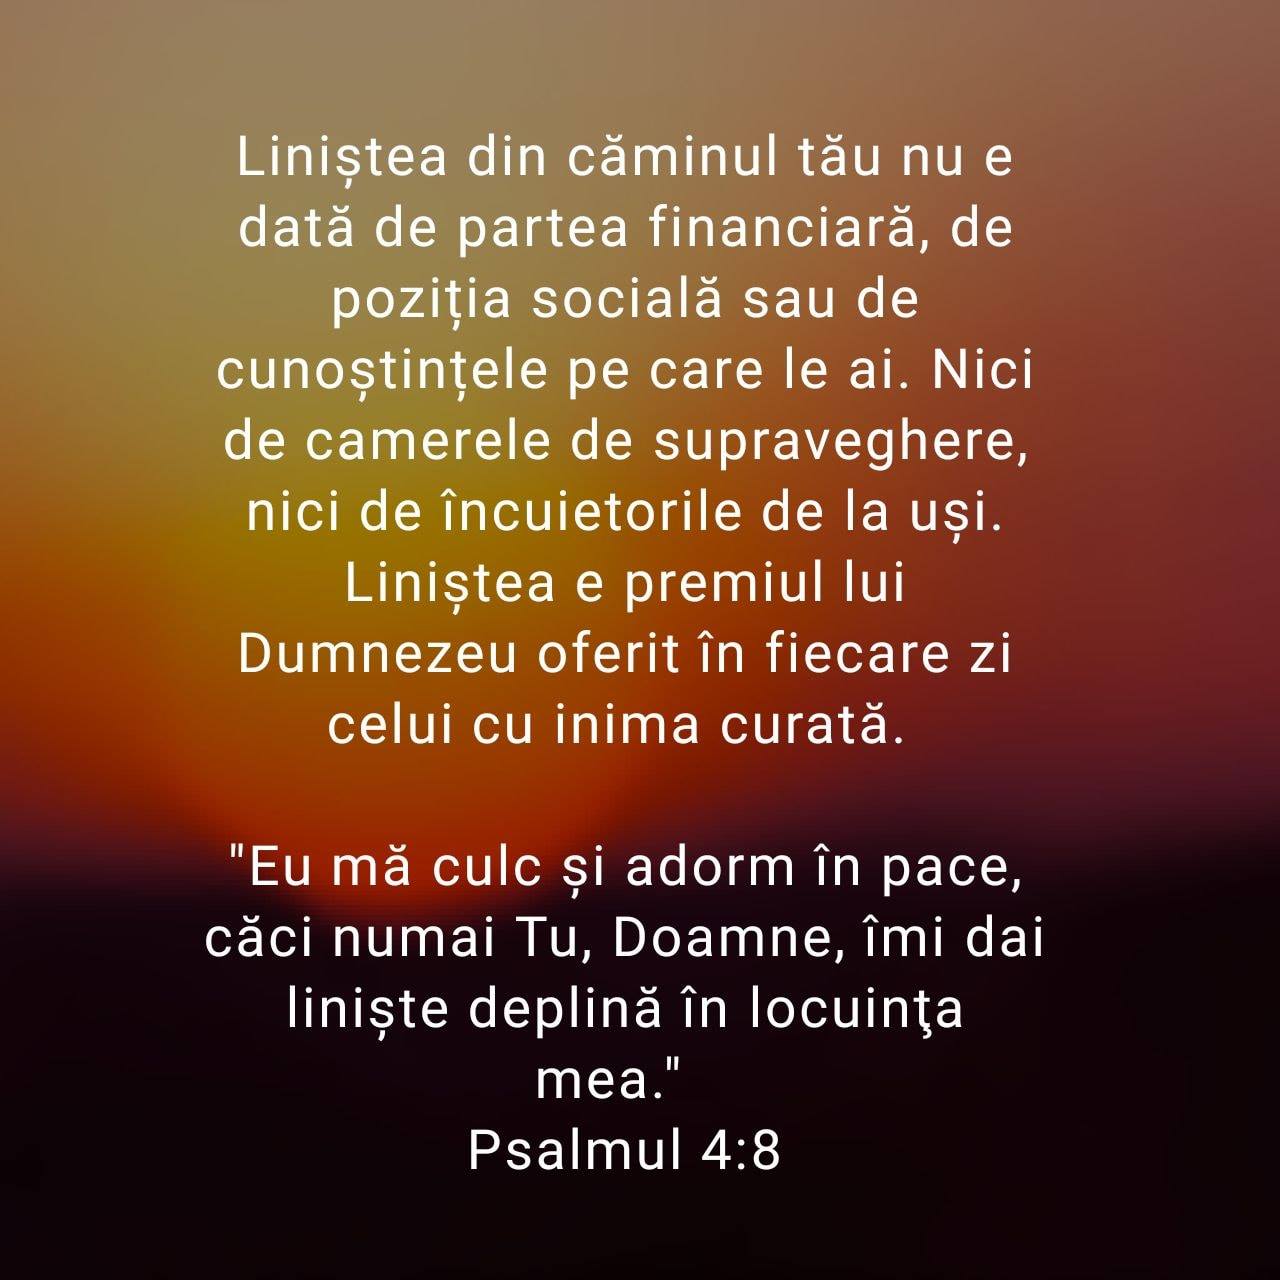 Liniștea din căminul tău nu e
dată de partea financiară, de
poziția socială sau de
cunoștințele pe care le ai. Nici
de camerele de supraveghere,
nici de încuietorile de la uși.
Liniștea e premiul lui
Dumnezeu oferit în fiecare zi
celui cu inima curată.
"Eu mă culc și adorm în pace,
căci numai Tu, Doamne, îmi dai
liniște deplină în locuinţa
mea."
Psalmul 4:8